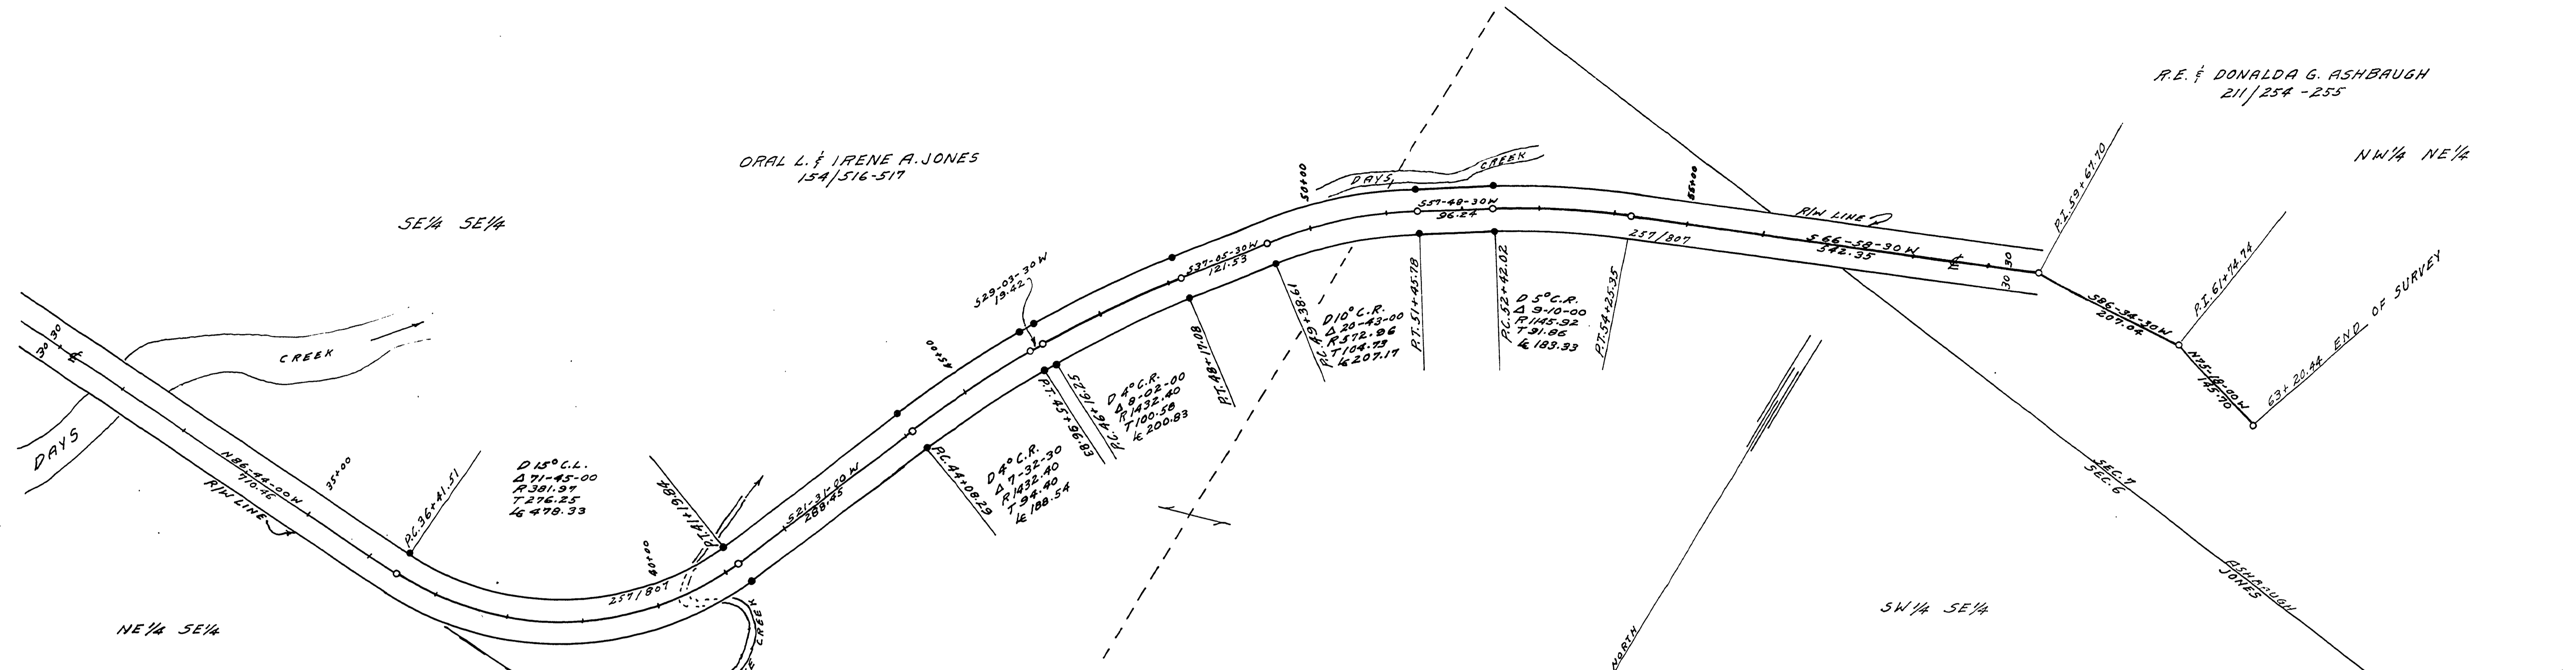 R.E. & DONALDA G. ASHBAUGH
211/254-255
NW¼ NE¼
ORAL L. & IRENE A. JONES
154/516-517
SE¼ SE¼
30 30
℄
CREEK
DAYS
N86-44-00W
710.46
R/W LINE
35+00
P.C. 36+41.51
D 15° C.L.
Δ 71-45-00
R 381.97
T 276.25
L℄ 478.33
P.T. 41+19.84
40+00
257/807
CREEK
NE¼ SE¼
S21-31-00W
288.45
P.C. 44+08.29
45+00
D 4° C.R.
Δ 7-32-30
R 1432.40
T 94.40
L℄ 188.54
P.T. 45+96.83
S29-03-30W
19.42
P.C. 46+16.25
D 4° C.R.
Δ 8-02-00
R 1432.40
T 100.58
L℄ 200.83
P.T. 48+17.08
S37-05-30W
121.53
P.C. 49+38.61
50+00
DAYS
CREEK
D 10° C.R.
Δ 20-43-00
R 572.96
T 104.73
L℄ 207.17
P.T. 51+45.78
S57-48-30W
96.24
P.C. 52+42.02
D 5° C.R.
Δ 9-10-00
R 1145.92
T 91.86
L℄ 183.33
P.T. 54+25.35
55+00
257/807
R/W LINE
S66-58-30W
542.35
℄
30 30
P.I. 59+67.70
S86-34-30W
207.04
P.I. 61+74.74
N75-18-00W
145.70
63+20.44 END OF SURVEY
SEC. 7
SEC. 6
ASHBAUGH
JONES
SW¼ SE¼
NORTH